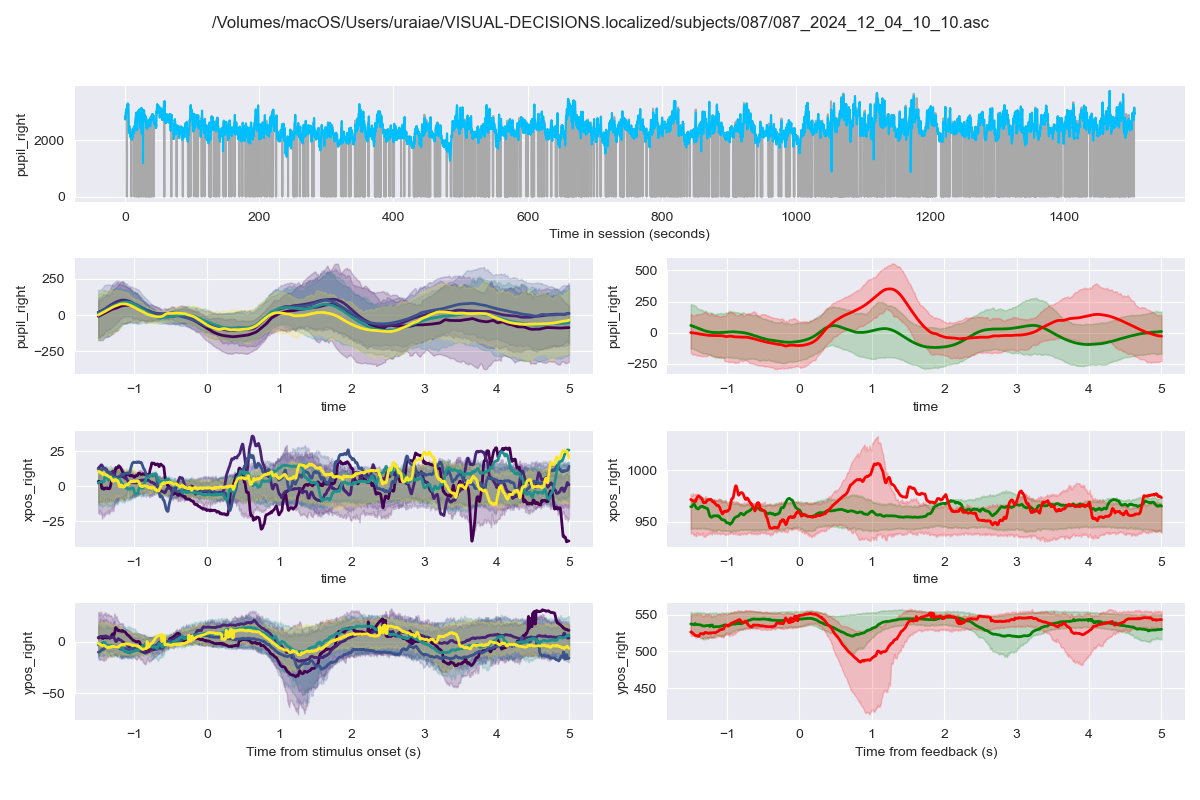 /Volumes/macOS/Users/uraiae/VISUAL-DECISIONS.localized/subjects/087/087_2024_12_04_10_10.asc
pupil_right
2000
0
0 200 400 600 800 1000 1200 1400
Time in session (seconds)
pupil_right
250
0
−250
−1 0 1 2 3 4 5
time
pupil_right
500
250
0
−250
−1 0 1 2 3 4 5
time
xpos_right
25
0
−25
−1 0 1 2 3 4 5
time
xpos_right
1000
950
−1 0 1 2 3 4 5
time
ypos_right
0
−50
−1 0 1 2 3 4 5
Time from stimulus onset (s)
ypos_right
550
500
450
−1 0 1 2 3 4 5
Time from feedback (s)